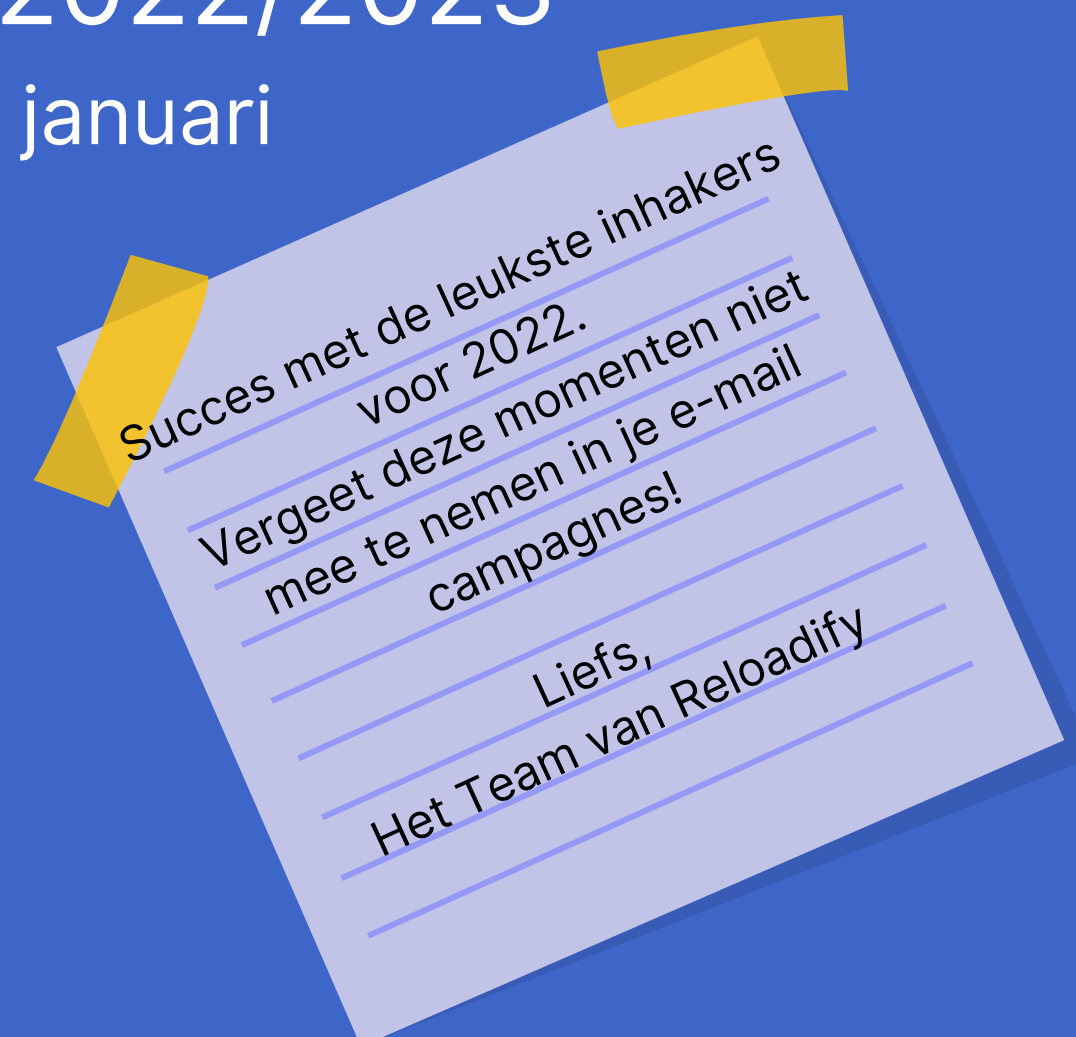 2022/2023
januari
Succes met de leukste inhakers
voor 2022.
Vergeet deze momenten niet
mee te nemen in je e-mail
campagnes!
Liefs,
Het Team van Reloadify